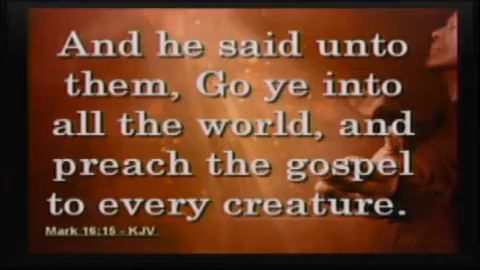 And he said unto
them, Go ye into
all the world, and
preach the gospel
to every creature.
Mark 16:15 - KJV